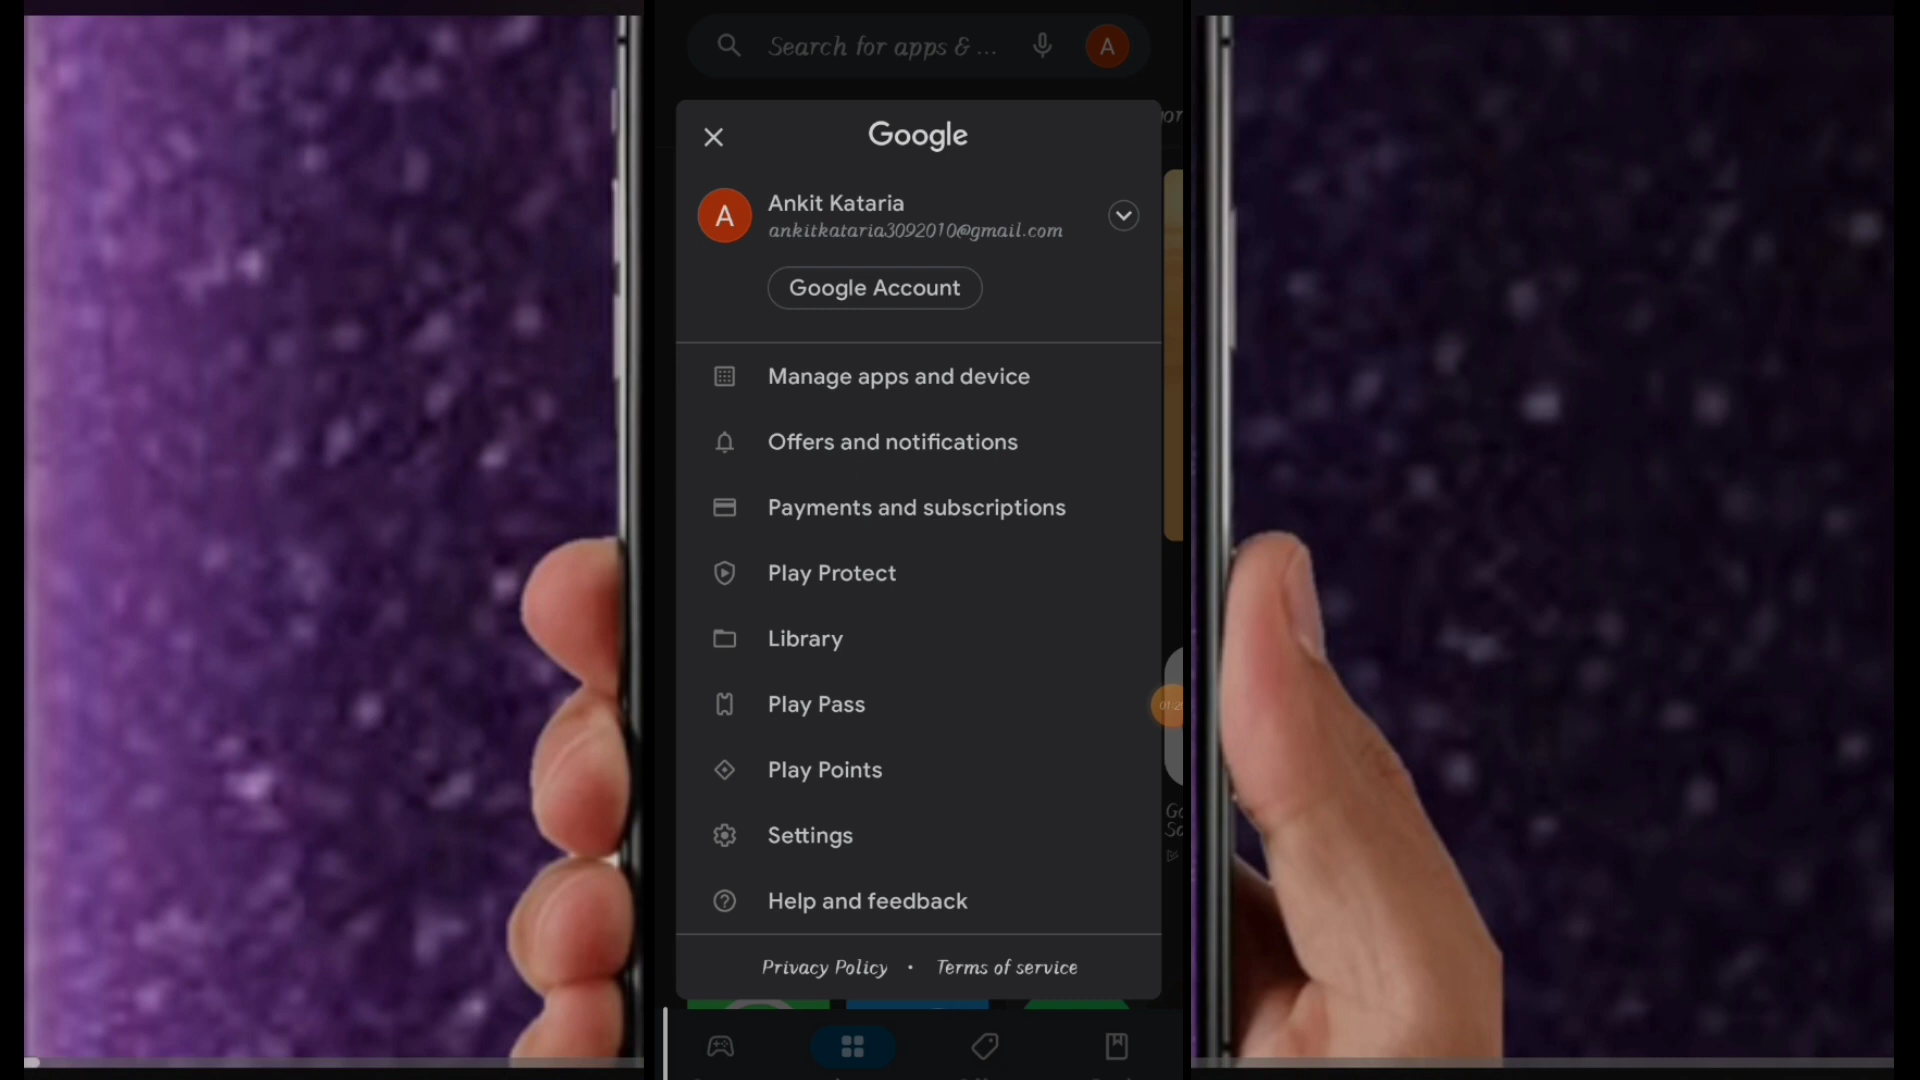 Search for apps & ...
A
Google
A
Ankit Kataria
ankitkataria3092010@gmail.com
Google Account
Manage apps and device
Offers and notifications
Payments and subscriptions
Play Protect
Library
Play Pass
Play Points
Settings
Help and feedback
Privacy Policy • Terms of service